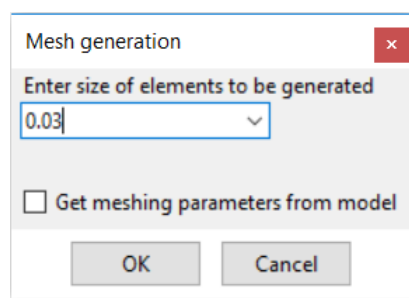 Mesh generation
Enter size of elements to be generated
0.03
Get meshing parameters from model
OK
Cancel